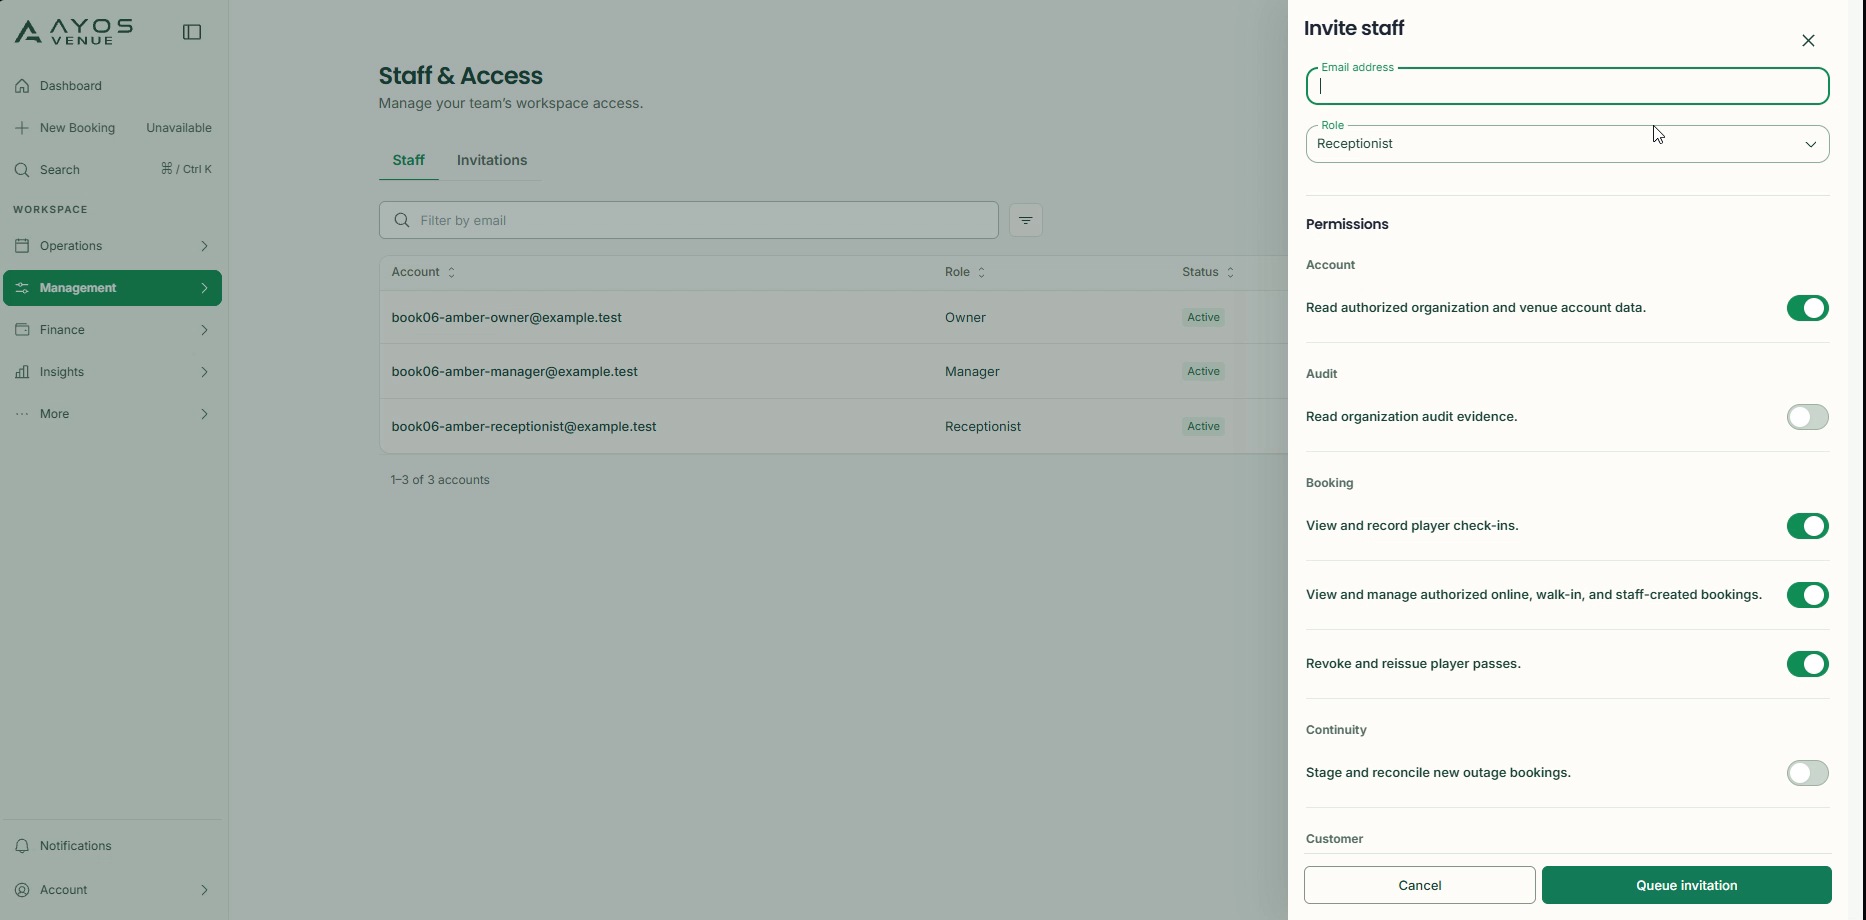 AYOS
VENUE
Dashboard
New Booking Unavailable
Search ⌘ / Ctrl K
WORKSPACE
Operations
Management
Finance
Insights
More
Notifications
Account
Staff & Access
Manage your team's workspace access.
Staff Invitations
Filter by email
Account Role Status
book06-amber-owner@example.test Owner Active
book06-amber-manager@example.test Manager Active
book06-amber-receptionist@example.test Receptionist Active
1–3 of 3 accounts
Invite staff
Email address
Role
Receptionist
Permissions
Account
Read authorized organization and venue account data.
Audit
Read organization audit evidence.
Booking
View and record player check-ins.
View and manage authorized online, walk-in, and staff-created bookings.
Revoke and reissue player passes.
Continuity
Stage and reconcile new outage bookings.
Customer
Cancel Queue invitation